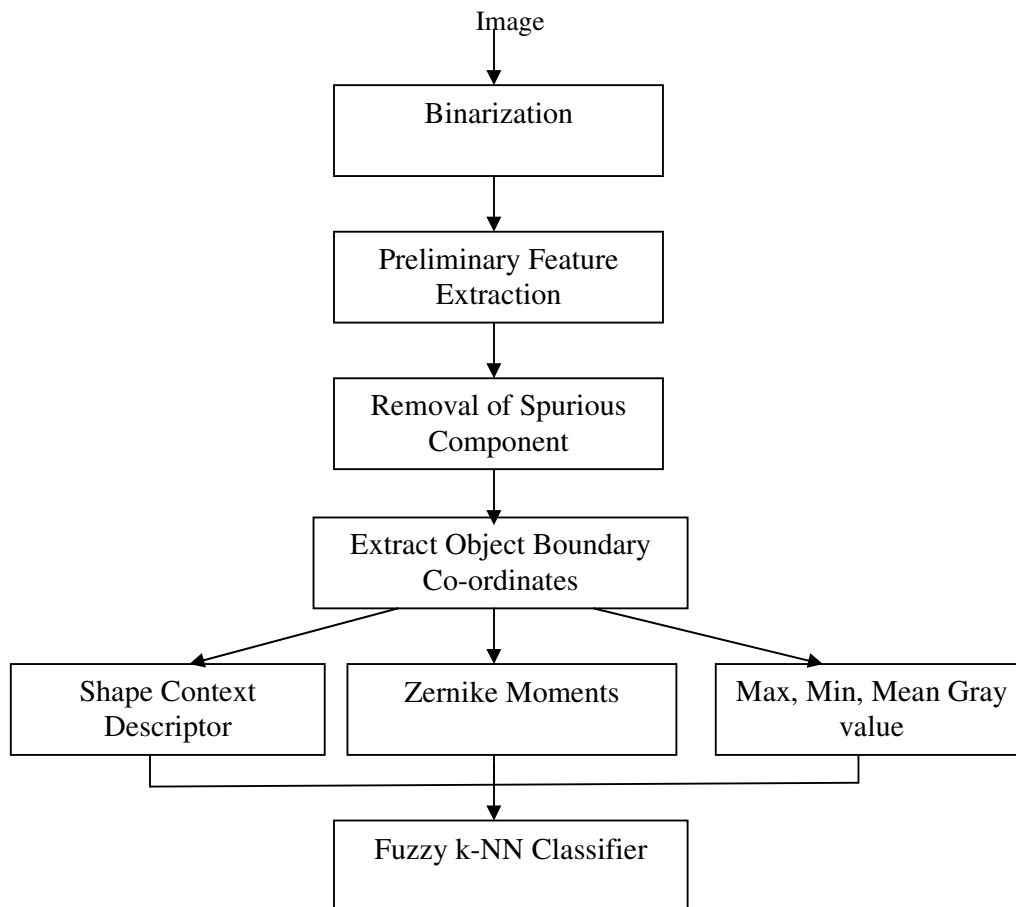 Image
Binarization
Preliminary Feature
Extraction
Removal of Spurious
Component
Extract Object Boundary
Co-ordinates
Shape Context
Descriptor
Zernike Moments
Max, Min, Mean Gray
value
Fuzzy k-NN Classifier